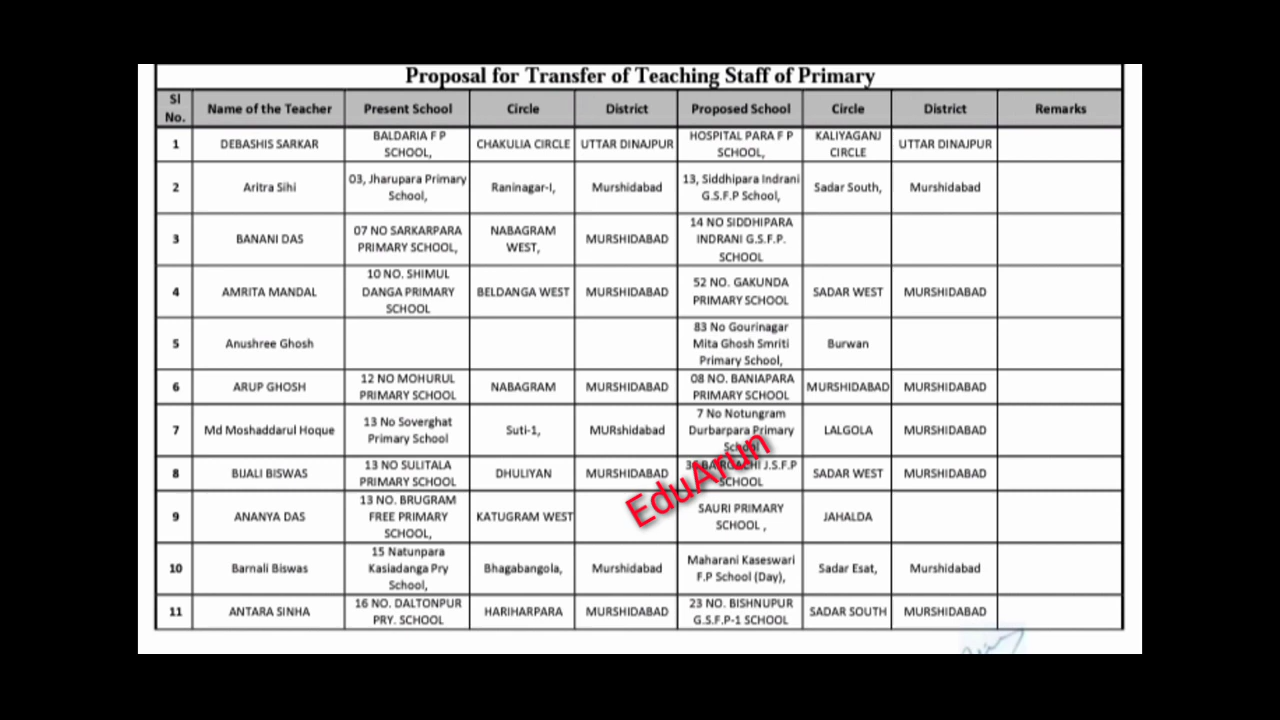 Proposal for Transfer of Teaching Staff of Primary
Sl No. Name of the Teacher Present School Circle District Proposed School Circle District Remarks
1 DEBASHIS SARKAR BALDARIA F P SCHOOL, CHAKULIA CIRCLE UTTAR DINAJPUR HOSPITAL PARA F P SCHOOL, KALIYAGANJ CIRCLE UTTAR DINAJPUR
2 Aritra Sihi 03, Jharupara Primary School, Raninagar-I, Murshidabad 13, Siddhipara Indrani G.S.F.P School, Sadar South, Murshidabad
3 BANANI DAS 07 NO SARKARPARA PRIMARY SCHOOL, NABAGRAM WEST, MURSHIDABAD 14 NO SIDDHIPARA INDRANI G.S.F.P. SCHOOL
4 AMRITA MANDAL 10 NO. SHIMUL DANGA PRIMARY SCHOOL BELDANGA WEST MURSHIDABAD 52 NO. GAKUNDA PRIMARY SCHOOL SADAR WEST MURSHIDABAD
5 Anushree Ghosh 83 No Gourinagar Mita Ghosh Smriti Primary School, Burwan
6 ARUP GHOSH 12 NO MOHURUL PRIMARY SCHOOL NABAGRAM MURSHIDABAD 08 NO. BANIAPARA PRIMARY SCHOOL MURSHIDABAD MURSHIDABAD
7 Md Moshaddarul Hoque 13 No Soverghat Primary School Suti-1, MURshidabad 7 No Notungram Durbarpara Primary School LALGOLA MURSHIDABAD
8 BIJALI BISWAS 13 NO SULITALA PRIMARY SCHOOL DHULIYAN MURSHIDABAD J.S.F.P SCHOOL SADAR WEST MURSHIDABAD
9 ANANYA DAS 13 NO. BRUGRAM FREE PRIMARY SCHOOL, KATUGRAM WEST SAURI PRIMARY SCHOOL , JAHALDA
10 Barnali Biswas 15 Natunpara Kasiadanga Pry School, Bhagabangola, Murshidabad Maharani Kaseswari F.P School (Day), Sadar Esat, Murshidabad
11 ANTARA SINHA 16 NO. DALTONPUR PRY. SCHOOL HARIHARPARA MURSHIDABAD 23 NO. BISHNUPUR G.S.F.P-1 SCHOOL SADAR SOUTH MURSHIDABAD
EduArun